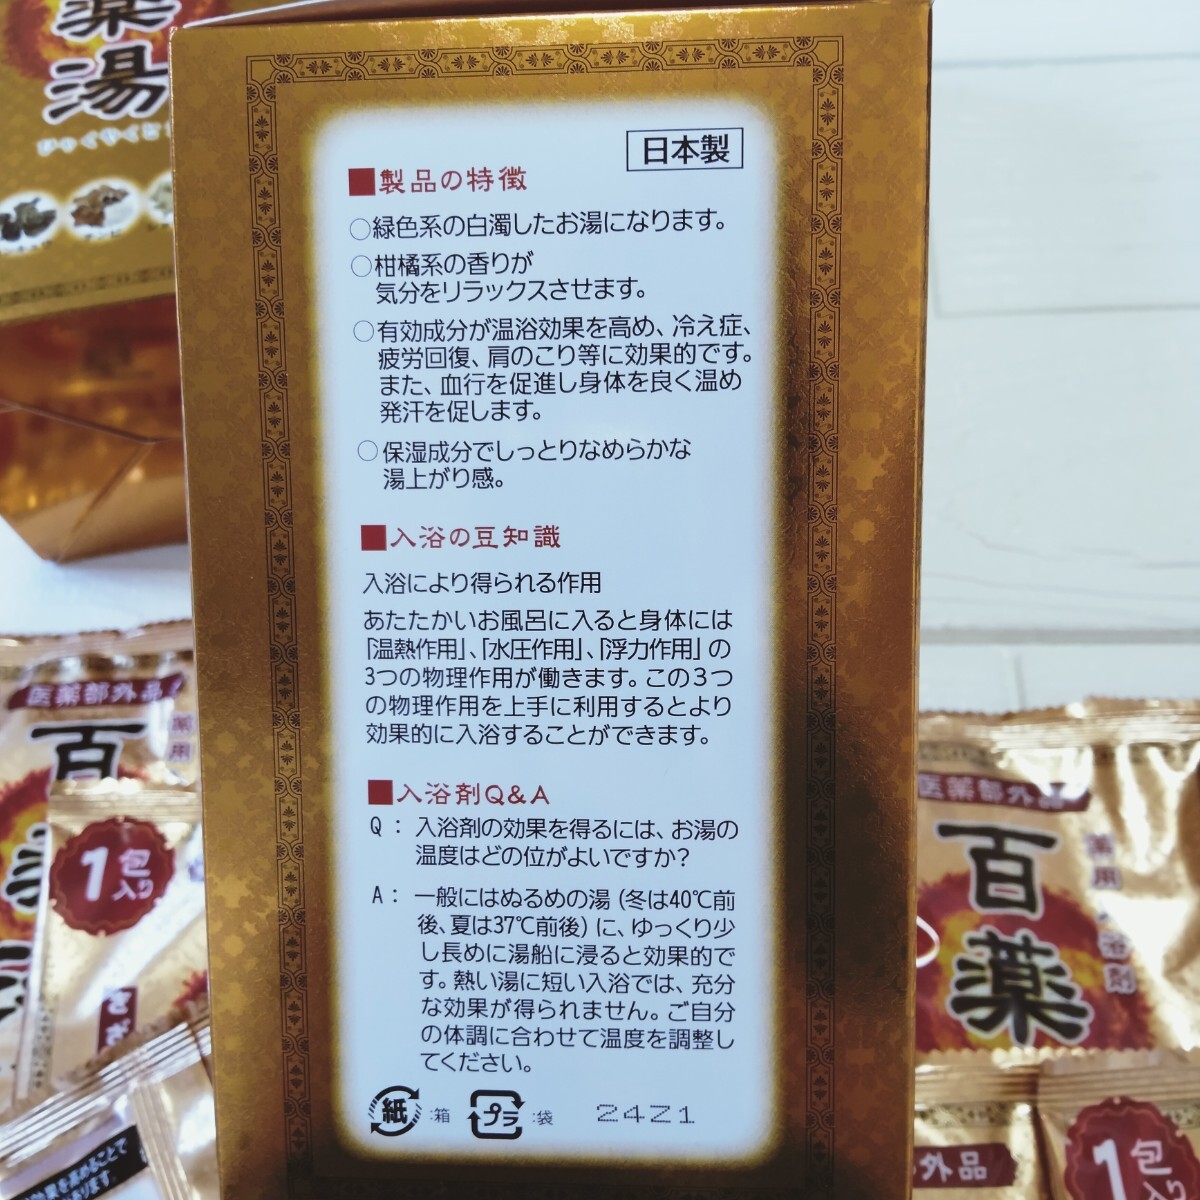 薬湯
日本製
■製品の特徴
○緑色系の白濁したお湯になります。
○柑橘系の香りが
気分をリラックスさせます。
○有効成分が温浴効果を高め、冷え症、
疲労回復、肩のこり等に効果的です。
また、血行を促進し身体を良く温め
発汗を促します。
○保湿成分でしっとりなめらかな
湯上がり感。
■入浴の豆知識
入浴により得られる作用
あたたかいお風呂に入ると身体には
「温熱作用」、「水圧作用」、「浮力作用」の
3つの物理作用が働きます。この3つ
の物理作用を上手に利用するとより
効果的に入浴することができます。
■入浴剤Q&A
Q：入浴剤の効果を得るには、お湯の
温度はどの位がよいですか？
A：一般にはぬるめの湯（冬は40℃前
後、夏は37℃前後）に、ゆっくり少
し長めに湯船に浸ると効果的で
す。熱い湯に短い入浴では、充分
な効果が得られません。ご自分
の体調に合わせて温度を調整し
てください。
紙：箱 プラ：袋 24Z1
医薬部外品
薬用
百
1包入り
医薬部外品
百薬
薬用
浴剤
外品
1包入り